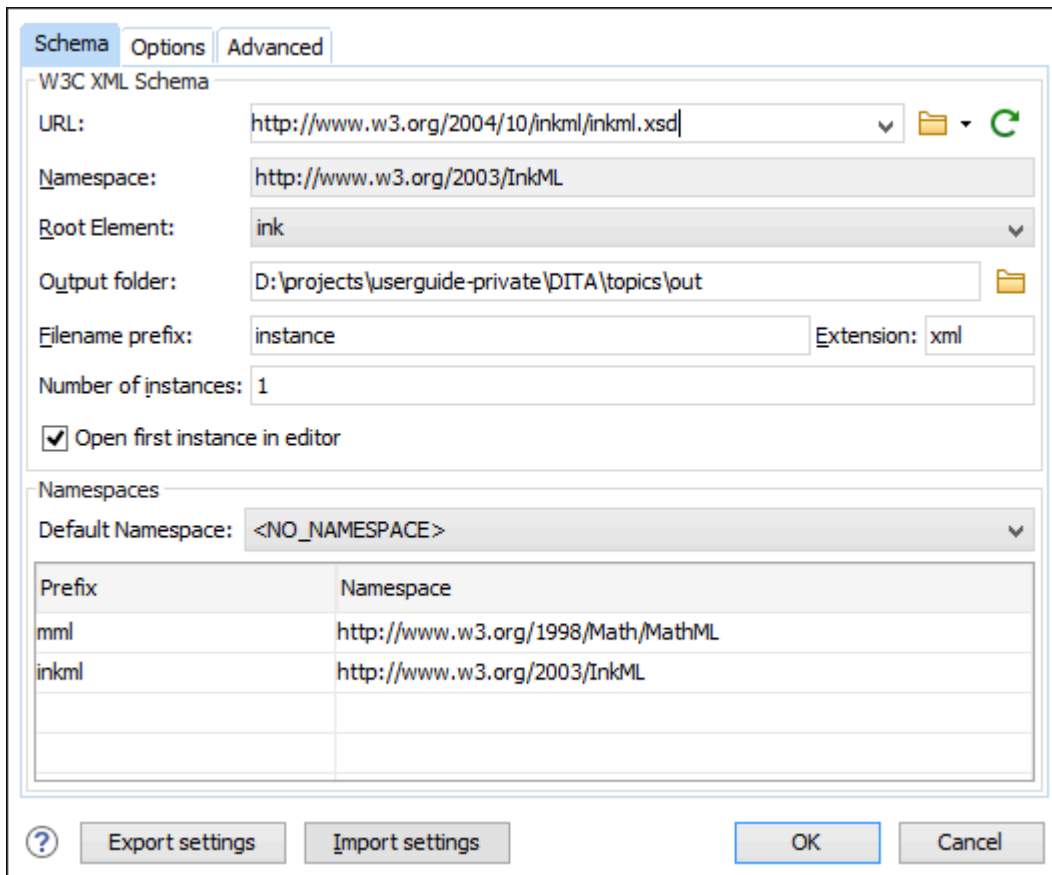 Schema Options Advanced
W3C XML Schema
URL: http://www.w3.org/2004/10/inkml/inkml.xsd
Namespace: http://www.w3.org/2003/InkML
Root Element: ink
Output folder: D:\projects\userguide-private\DITA\topics\out
Filename prefix: instance Extension: xml
Number of instances: 1
Open first instance in editor
Namespaces
Default Namespace: <NO_NAMESPACE>
Prefix Namespace
mml http://www.w3.org/1998/Math/MathML
inkml http://www.w3.org/2003/InkML
? Export settings Import settings OK Cancel